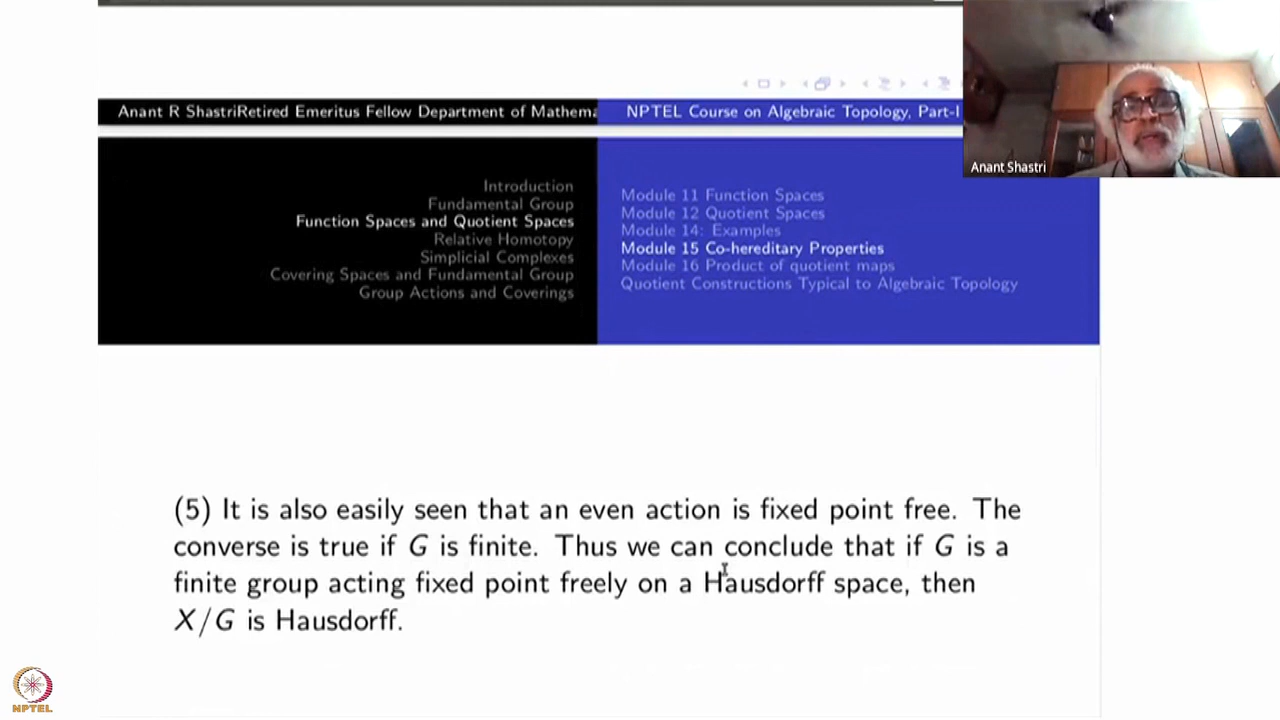 Anant R ShastriRetired Emeritus Fellow Department of Mathema
NPTEL Course on Algebraic Topology, Part-I
Anant Shastri
Introduction
Fundamental Group
Function Spaces and Quotient Spaces
Relative Homotopy
Simplicial Complexes
Covering Spaces and Fundamental Group
Group Actions and Coverings
Module 11 Function Spaces
Module 12 Quotient Spaces
Module 14: Examples
Module 15 Co-hereditary Properties
Module 16 Product of quotient maps
Quotient Constructions Typical to Algebraic Topology
(5) It is also easily seen that an even action is fixed point free. The
converse is true if G is finite. Thus we can conclude that if G is a
finite group acting fixed point freely on a Hausdorff space, then
X/G is Hausdorff.
NPTEL